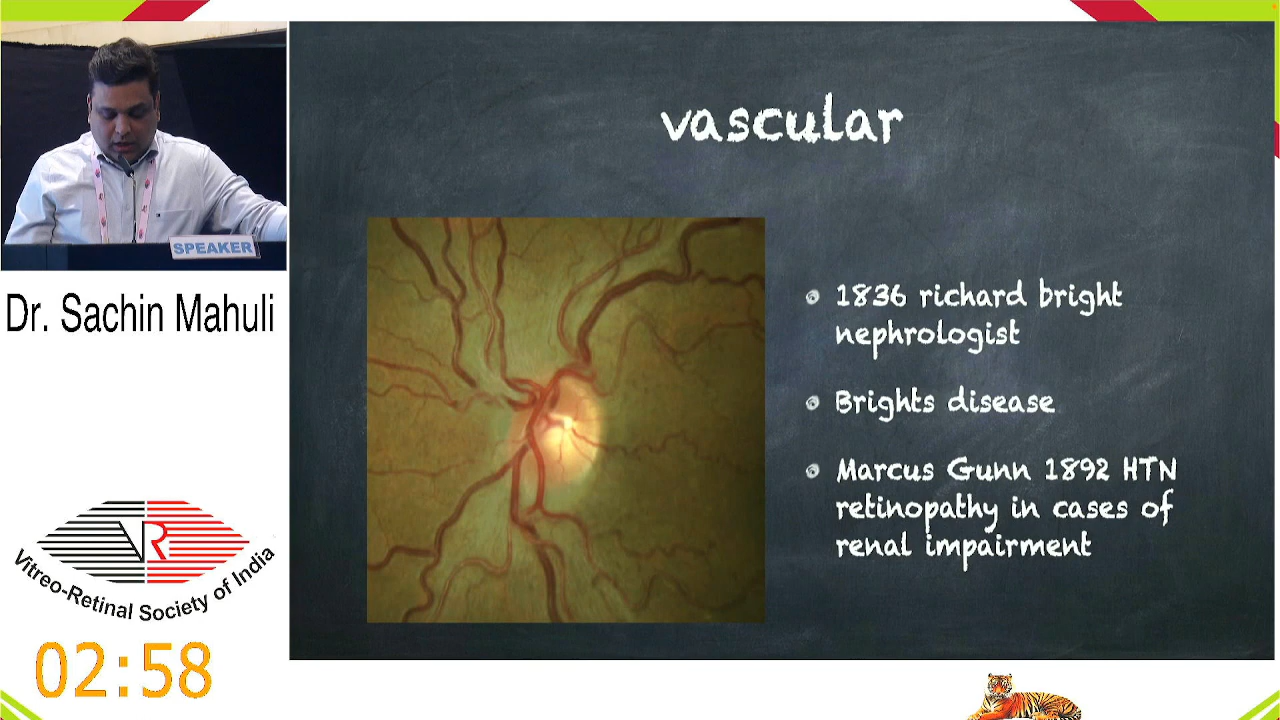 vascular
SPEAKER
1836 richard bright
nephrologist
Brights disease
Marcus Gunn 1892 HTN
retinopathy in cases of
renal impairment
Dr. Sachin Mahuli
VR
Vitreo-Retinal Society of India
02:58